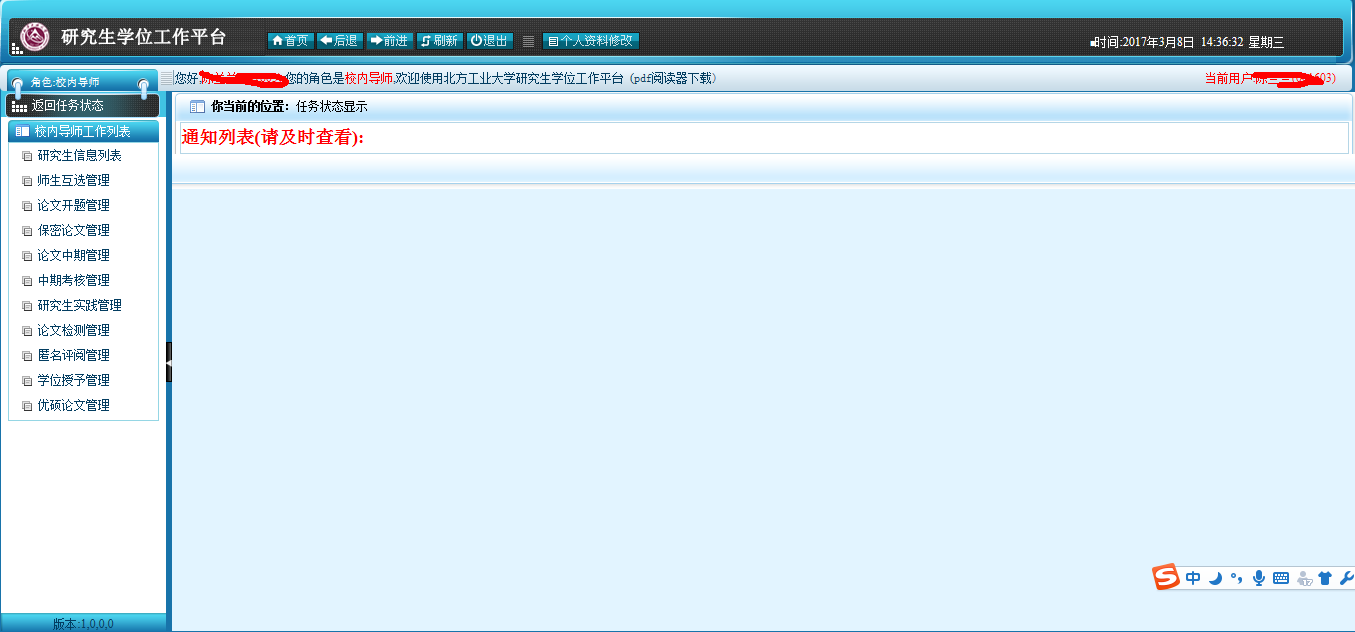 研究生学位工作平台
首页 后退 前进 刷新 退出 个人资料修改
时间:2017年3月8日 14:36:32 星期三
角色:校内导师
您好, 您的角色是校内导师,欢迎使用北方工业大学研究生学位工作平台（pdf阅读器下载）
当前用户: 603)
返回任务状态
你当前的位置：任务状态显示
校内导师工作列表
通知列表(请及时查看):
研究生信息列表
师生互选管理
论文开题管理
保密论文管理
论文中期管理
中期考核管理
研究生实践管理
论文检测管理
匿名评阅管理
学位授予管理
优硕论文管理
中
版本:1,0,0,0